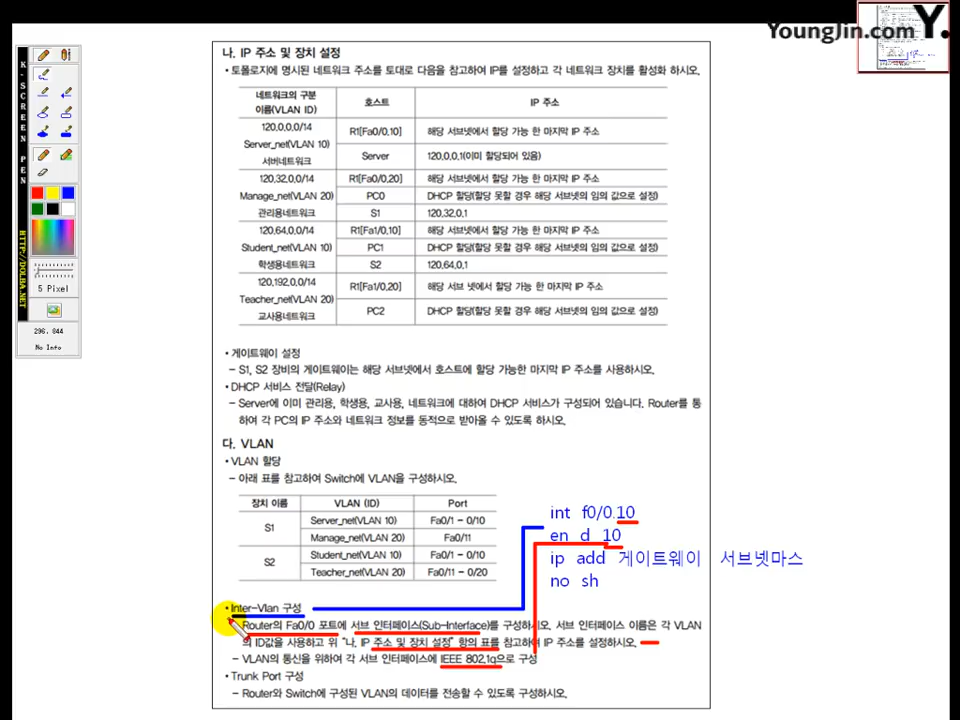 YoungJin.com Y.
K-SCREEN PEN
HTTP://DOLBA.NET
5 Pixel
296, 844
No Info
나. IP 주소 및 장치 설정
• 토폴로지에 명시된 네트워크 주소를 토대로 다음을 참고하여 IP를 설정하고 각 네트워크 장치를 활성화 하시오.
네트워크의 구분 이름(VLAN ID) 호스트 IP 주소
120.0.0.0/14 Server_net(VLAN 10) 서버네트워크
R1[Fa0/0.10] 해당 서브넷에서 할당 가능 한 마지막 IP 주소
Server 120.0.0.1(이미 할당되어 있음)
120.32.0.0/14 Manage_net(VLAN 20) 관리용네트워크
R1[Fa0/0.20] 해당 서브넷에서 할당 가능 한 마지막 IP 주소
PC0 DHCP 할당(할당 못할 경우 해당 서브넷의 임의 값으로 설정)
S1 120.32.0.1
120.64.0.0/14 Student_net(VLAN 10) 학생용네트워크
R1[Fa1/0.10] 해당 서브넷에서 할당 가능 한 마지막 IP 주소
PC1 DHCP 할당(할당 못할 경우 해당 서브넷의 임의 값으로 설정)
S2 120.64.0.1
120.192.0.0/14 Teacher_net(VLAN 20) 교사용네트워크
R1[Fa1/0.20] 해당 서브 넷에서 할당 가능 한 마지막 IP 주소
PC2 DHCP 할당(할당 못할 경우 해당 서브넷의 임의 값으로 설정)
• 게이트웨이 설정
– S1, S2 장비의 게이트웨이는 해당 서브넷에서 호스트에 할당 가능한 마지막 IP 주소를 사용하시오.
• DHCP 서비스 전달(Relay)
– Server에 이미 관리용, 학생용, 교사용, 네트워크에 대하여 DHCP 서비스가 구성되어 있습니다. Router를 통
하여 각 PC의 IP 주소와 네트워크 정보를 동적으로 받아올 수 있도록 하시오.
다. VLAN
• VLAN 할당
– 아래 표를 참고하여 Switch에 VLAN을 구성하시오.
장치 이름 VLAN (ID) Port
S1 Server_net(VLAN 10) Fa0/1 – 0/10
Manage_net(VLAN 20) Fa0/11
S2 Student_net(VLAN 10) Fa0/1 – 0/10
Teacher_net(VLAN 20) Fa0/11 – 0/20
int f0/0.10
en d 10
ip add 게이트웨이 서브넷마스
no sh
• Inter-Vlan 구성
Router의 Fa0/0 포트에 서브 인터페이스(Sub-Interface)를 구성하시오. 서브 인터페이스 이름은 각 VLAN
의 ID값을 사용하고 위 "나. IP 주소 및 장치 설정" 항의 표를 참고하여 IP 주소를 설정하시오.
– VLAN의 통신을 위하여 각 서브 인터페이스에 IEEE 802.1q으로 구성
• Trunk Port 구성
– Router와 Switch에 구성된 VLAN의 데이터를 전송할 수 있도록 구성하시오.